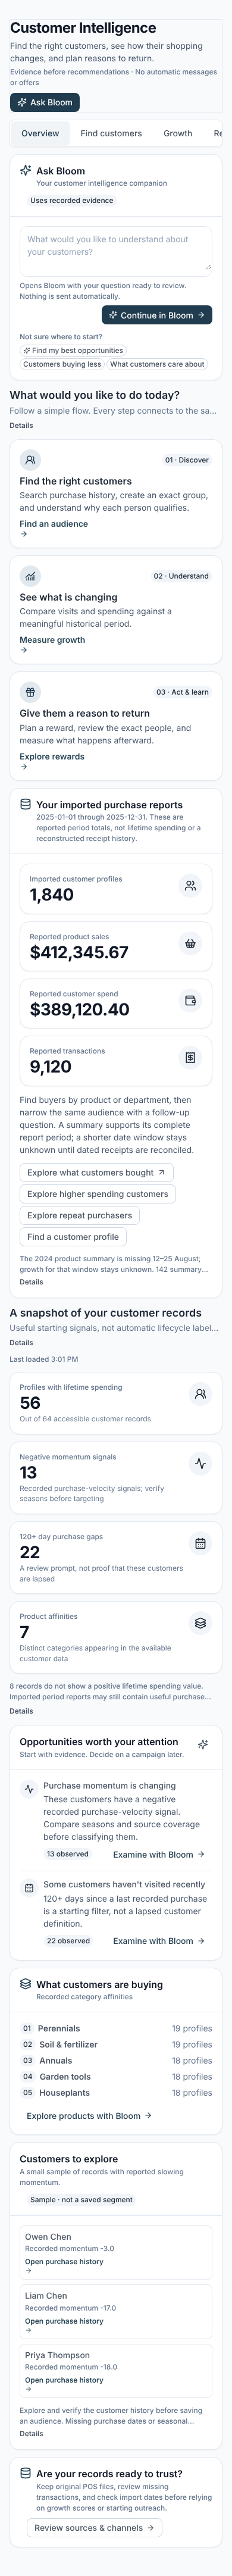 Customer Intelligence
Find the right customers, see how their shopping
changes, and plan reasons to return.
Evidence before recommendations · No automatic messages
or offers
Ask Bloom
Overview
Find customers
Growth
Re
Ask Bloom
Your customer intelligence companion
Uses recorded evidence
What would you like to understand about
your customers?
Opens Bloom with your question ready to review.
Nothing is sent automatically.
Continue in Bloom →
Not sure where to start?
Find my best opportunities
Customers buying less
What customers care about
What would you like to do today?
Follow a simple flow. Every step connects to the sa...
Details
01 · Discover
Find the right customers
Search purchase history, create an exact group,
and understand why each person qualifies.
Find an audience
→
02 · Understand
See what is changing
Compare visits and spending against a
meaningful historical period.
Measure growth
→
03 · Act & learn
Give them a reason to return
Plan a reward, review the exact people, and
measure what happens afterward.
Explore rewards
→
Your imported purchase reports
2025-01-01 through 2025-12-31. These are
reported period totals, not lifetime spending or a
reconstructed receipt history.
Imported customer profiles
1,840
Reported product sales
$412,345.67
Reported customer spend
$389,120.40
Reported transactions
9,120
Find buyers by product or department, then
narrow the same audience with a follow-up
question. A summary supports its complete
report period; a shorter date window stays
unknown until dated receipts are reconciled.
Explore what customers bought ↗
Explore higher spending customers
Explore repeat purchasers
Find a customer profile
The 2024 product summary is missing 12–25 August;
growth for that window stays unknown. 142 summary...
Details
A snapshot of your customer records
Useful starting signals, not automatic lifecycle label...
Details
Last loaded 3:01 PM
Profiles with lifetime spending
56
Out of 64 accessible customer records
Negative momentum signals
13
Recorded purchase-velocity signals; verify
seasons before targeting
120+ day purchase gaps
22
A review prompt, not proof that these customers
are lapsed
Product affinities
7
Distinct categories appearing in the available
customer data
8 records do not show a positive lifetime spending value.
Imported period reports may still contain useful purchase...
Details
Opportunities worth your attention
Start with evidence. Decide on a campaign later.
Purchase momentum is changing
These customers have a negative
recorded purchase-velocity signal.
Compare seasons and source coverage
before classifying them.
13 observed
Examine with Bloom →
Some customers haven't visited recently
120+ days since a last recorded purchase
is a starting filter, not a lapsed customer
definition.
22 observed
Examine with Bloom →
What customers are buying
Recorded category affinities
01 Perennials 19 profiles
02 Soil & fertilizer 19 profiles
03 Annuals 18 profiles
04 Garden tools 18 profiles
05 Houseplants 18 profiles
Explore products with Bloom →
Customers to explore
A small sample of records with reported slowing
momentum.
Sample · not a saved segment
Owen Chen
Recorded momentum -3.0
Open purchase history
→
Liam Chen
Recorded momentum -17.0
Open purchase history
→
Priya Thompson
Recorded momentum -18.0
Open purchase history
→
Explore and verify the customer history before saving
an audience. Missing purchase dates or seasonal...
Details
Are your records ready to trust?
Keep original POS files, review missing
transactions, and check import dates before relying
on growth scores or starting outreach.
Review sources & channels →